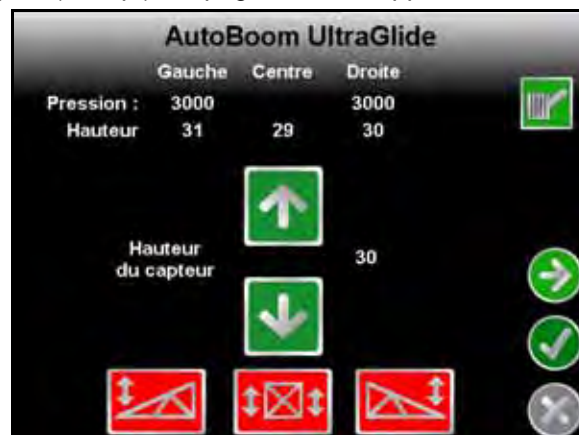 AutoBoom UltraGlide
Gauche Centre Droite
Pression : 3000 3000
Hauteur 31 29 30
Hauteur 30
du capteur